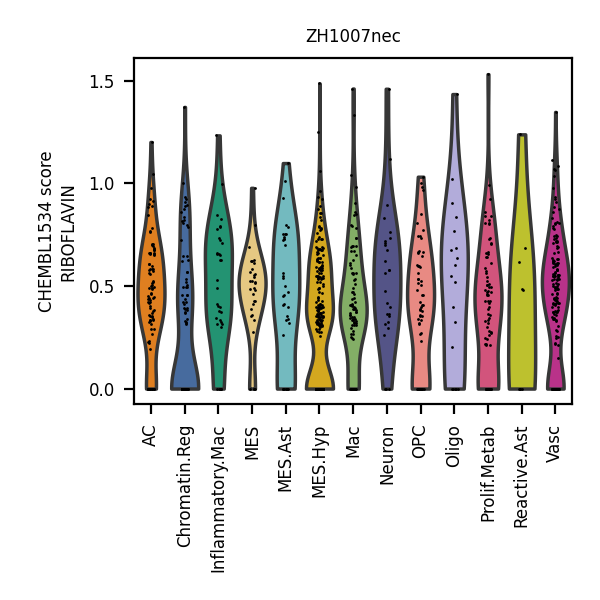 ZH1007nec
CHEMBL1534 score
RIBOFLAVIN
1.5
1.0
0.5
0.0
AC
Chromatin.Reg
Inflammatory.Mac
MES
MES.Ast
MES.Hyp
Mac
Neuron
OPC
Oligo
Prolif.Metab
Reactive.Ast
Vasc